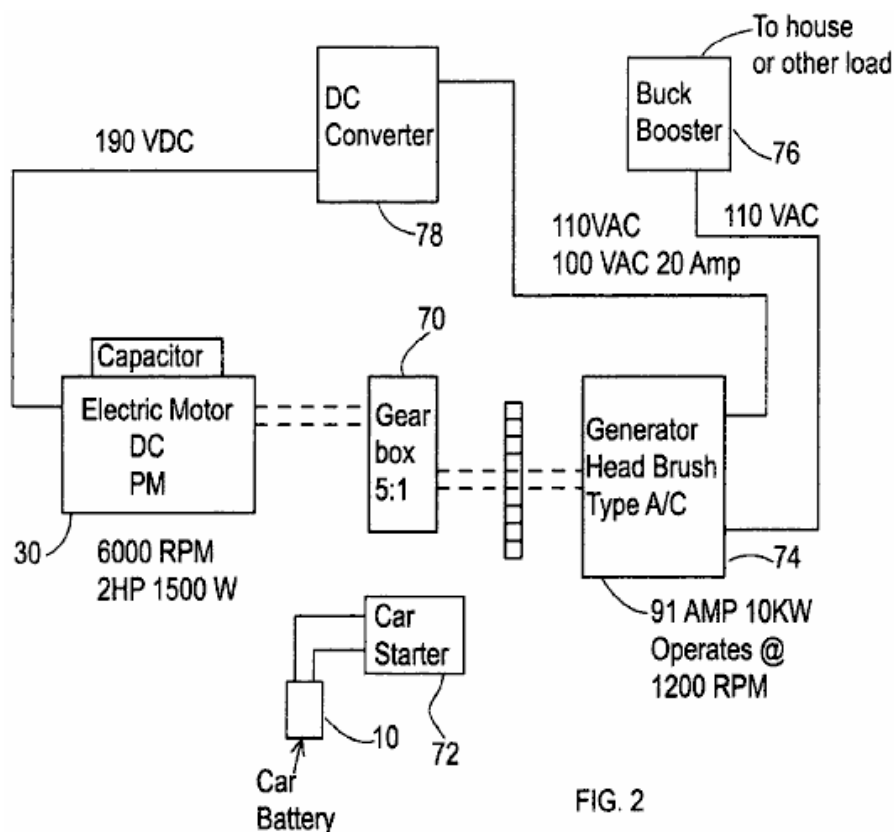 To house
or other load
DC
Converter
Buck
Booster
190 VDC
76
78
110VAC
110 VAC
100 VAC 20 Amp
70
Capacitor
Electric Motor
DC
PM
Gear
box
5:1
Generator
Head Brush
Type A/C
30
6000 RPM
2HP 1500 W
74
91 AMP 10KW
Operates @
1200 RPM
Car
Starter
10
72
Car
Battery
FIG. 2